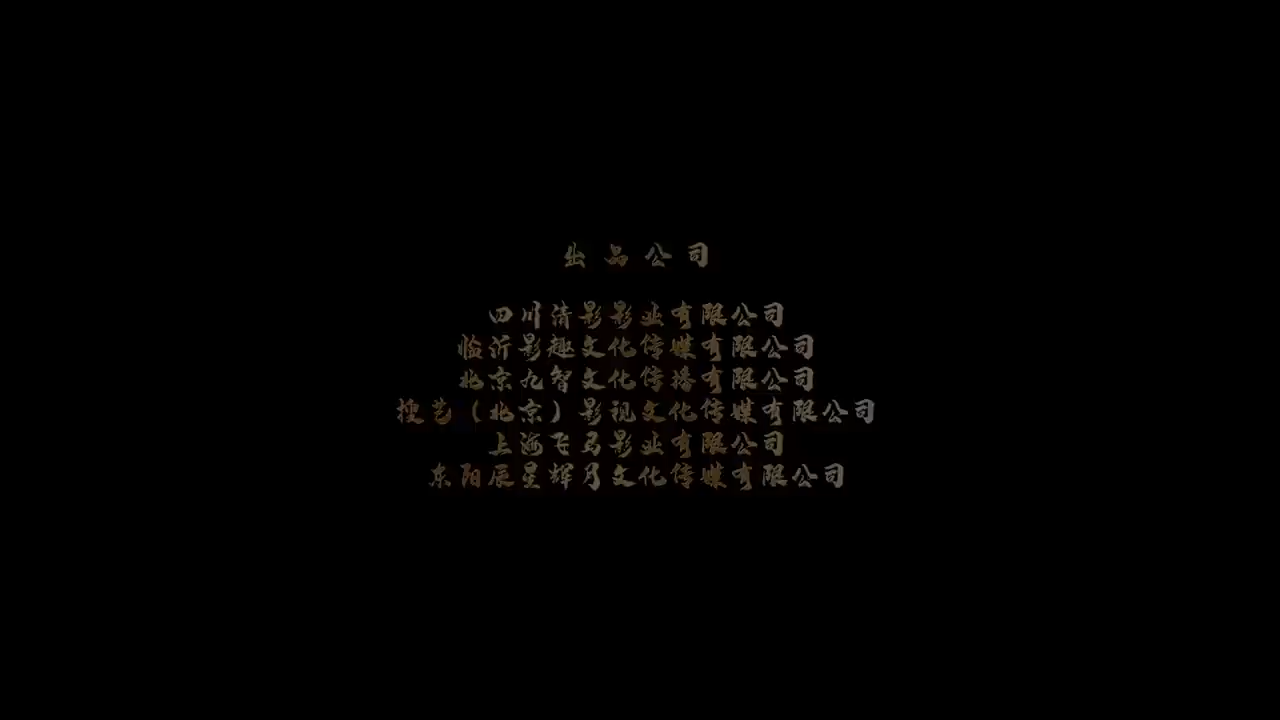 出品公司
四川清影影业有限公司
临沂影趣文化传媒有限公司
北京九智文化传播有限公司
搜艺（北京）影视文化传媒有限公司
上海飞马影业有限公司
东阳辰星辉月文化传媒有限公司